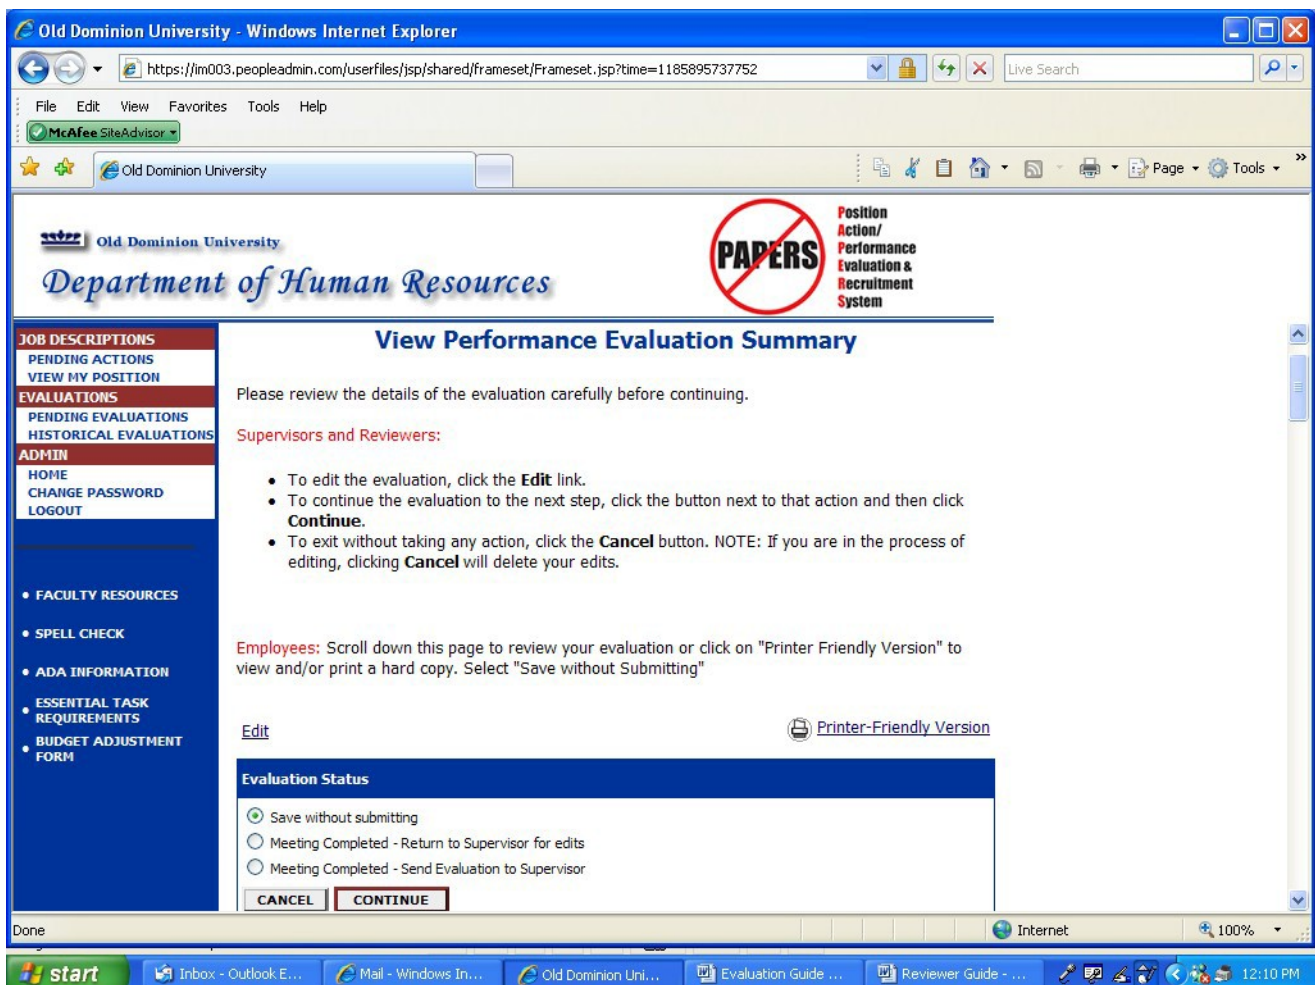 Old Dominion University - Windows Internet Explorer
https://im003.peopleadmin.com/userfiles/jsp/shared/frameset/Frameset.jsp?time=1185895737752
Live Search
File Edit View Favorites Tools Help
McAfee SiteAdvisor
Old Dominion University
Page Tools
Old Dominion University
Department of Human Resources
PAPERS
Position
Action/
Performance
Evaluation &
Recruitment
System
JOB DESCRIPTIONS
PENDING ACTIONS
VIEW MY POSITION
EVALUATIONS
PENDING EVALUATIONS
HISTORICAL EVALUATIONS
ADMIN
HOME
CHANGE PASSWORD
LOGOUT
• FACULTY RESOURCES
• SPELL CHECK
• ADA INFORMATION
• ESSENTIAL TASK
REQUIREMENTS
• BUDGET ADJUSTMENT
FORM
View Performance Evaluation Summary
Please review the details of the evaluation carefully before continuing.
Supervisors and Reviewers:
• To edit the evaluation, click the Edit link.
• To continue the evaluation to the next step, click the button next to that action and then click
Continue.
• To exit without taking any action, click the Cancel button. NOTE: If you are in the process of
editing, clicking Cancel will delete your edits.
Employees: Scroll down this page to review your evaluation or click on "Printer Friendly Version" to
view and/or print a hard copy. Select "Save without Submitting"
Edit
Printer-Friendly Version
Evaluation Status
Save without submitting
Meeting Completed - Return to Supervisor for edits
Meeting Completed - Send Evaluation to Supervisor
CANCEL CONTINUE
Done
Internet
100%
start
Inbox - Outlook E...
Mail - Windows In...
Old Dominion Uni...
Evaluation Guide ...
Reviewer Guide - ...
12:10 PM